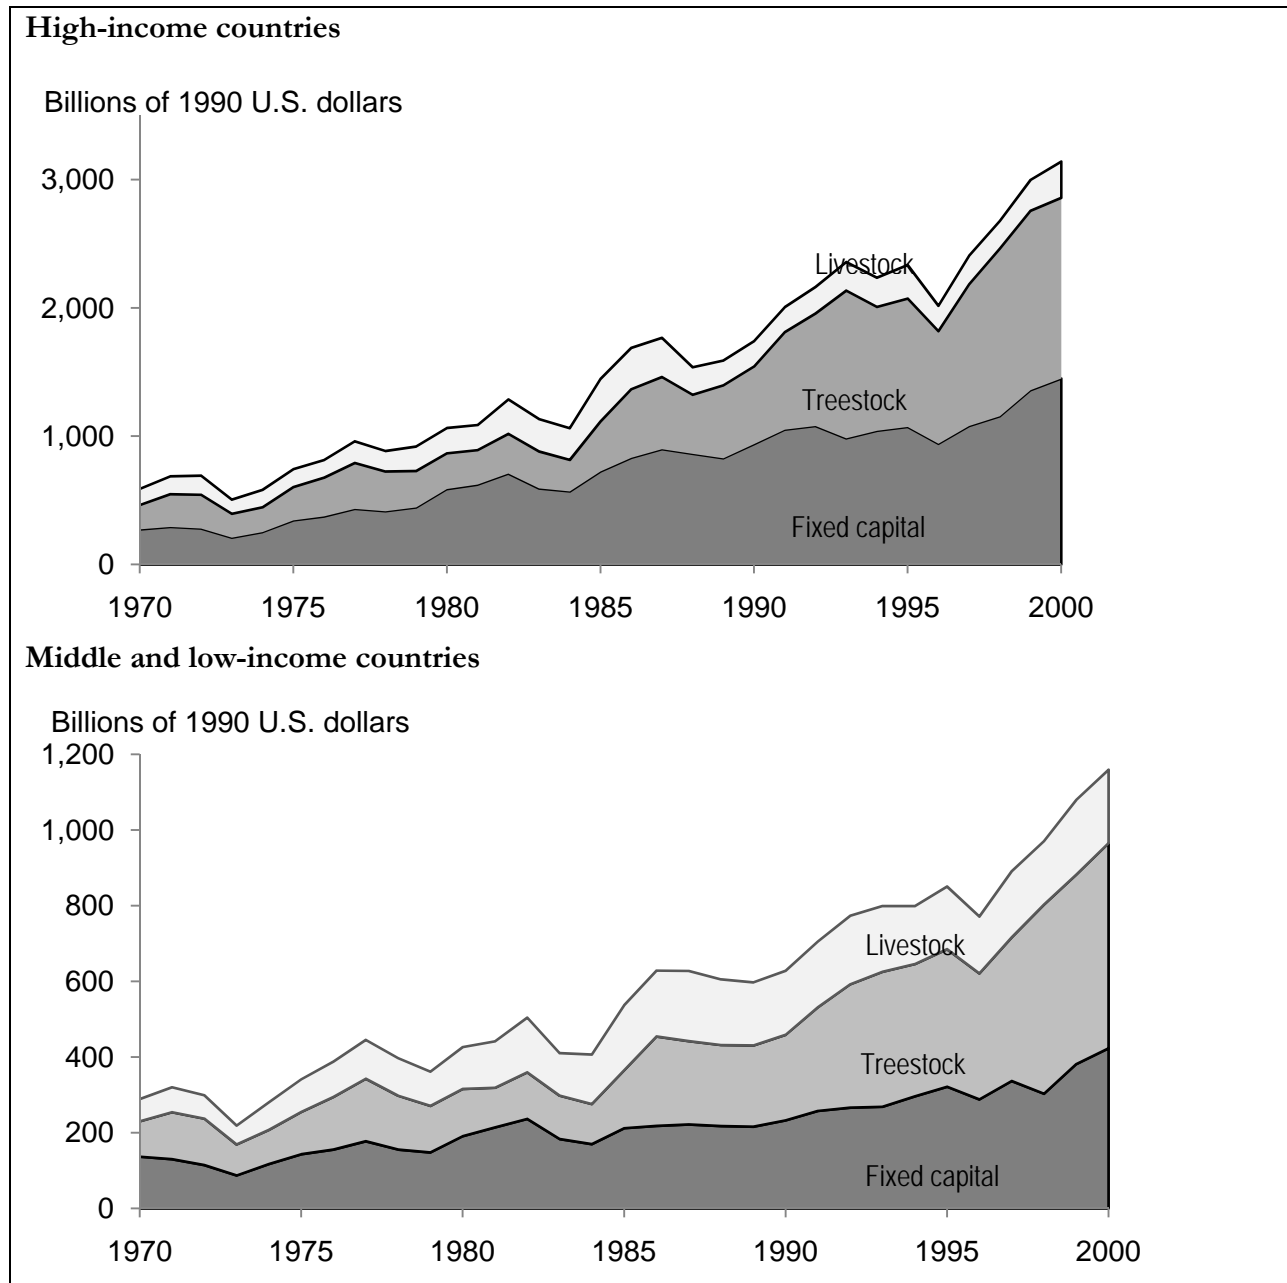 High-income countries
Billions of 1990 U.S. dollars
3,000
Livestock
2,000
Treestock
1,000
Fixed capital
0
1970 1975 1980 1985 1990 1995 2000
Middle and low-income countries
Billions of 1990 U.S. dollars
1,200
1,000
800
Livestock
600
400
Treestock
200
Fixed capital
0
1970 1975 1980 1985 1990 1995 2000